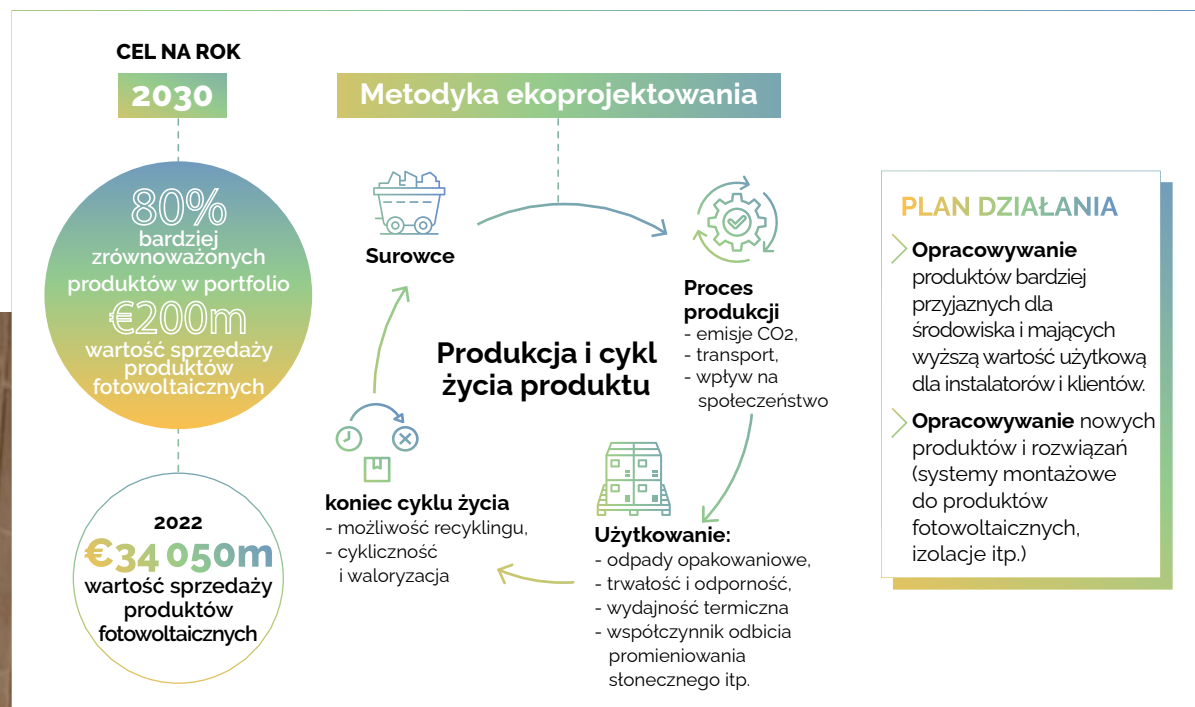 CEL NA ROK
2030
80%
bardziej
zrównoważonych
produktów w portfolio
€200m
wartość sprzedaży
produktów
fotowoltaicznych
2022
€34 050m
wartość sprzedaży
produktów
fotowoltaicznych
Metodyka ekoprojektowania
Surowce
Proces
produkcji
- emisje CO2,
- transport,
- wpływ na
społeczeństwo
Produkcja i cykl
życia produktu
Użytkowanie:
- odpady opakowaniowe,
- trwałość i odporność,
- wydajność termiczna
- współczynnik odbicia
promieniowania
słonecznego itp.
koniec cyklu życia
- możliwość recyklingu,
- cykliczność
i waloryzacja
PLAN DZIAŁANIA
Opracowywanie
produktów bardziej
przyjaznych dla
środowiska i mających
wyższą wartość użytkową
dla instalatorów i klientów.
Opracowywanie nowych
produktów i rozwiązań
(systemy montażowe
do produktów
fotowoltaicznych,
izolacje itp.)